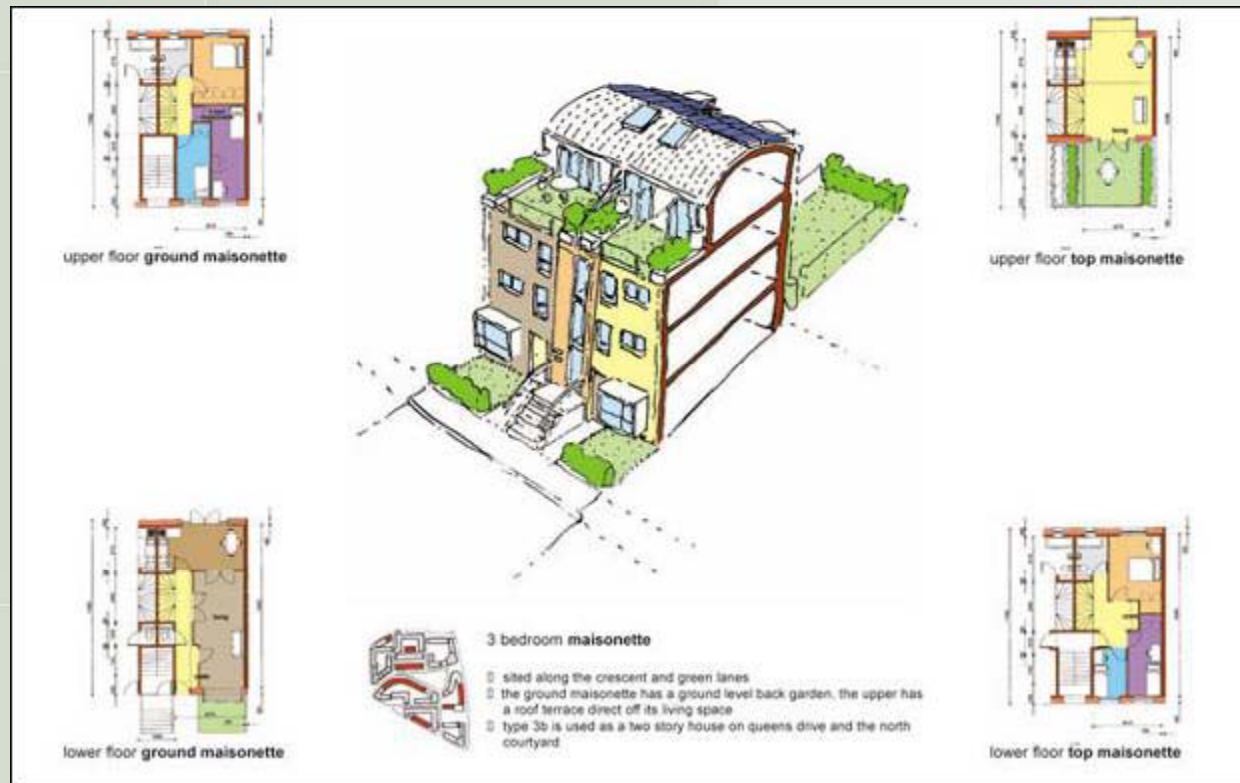 upper floor ground maisonette
upper floor top maisonette
living
living
3 bedroom maisonette
sited along the crescent and green lanes
the ground maisonette has a ground level back garden, the upper has
a roof terrace direct off its living space
type 3b is used as a two story house on queens drive and the north
courtyard
lower floor ground maisonette
lower floor top maisonette